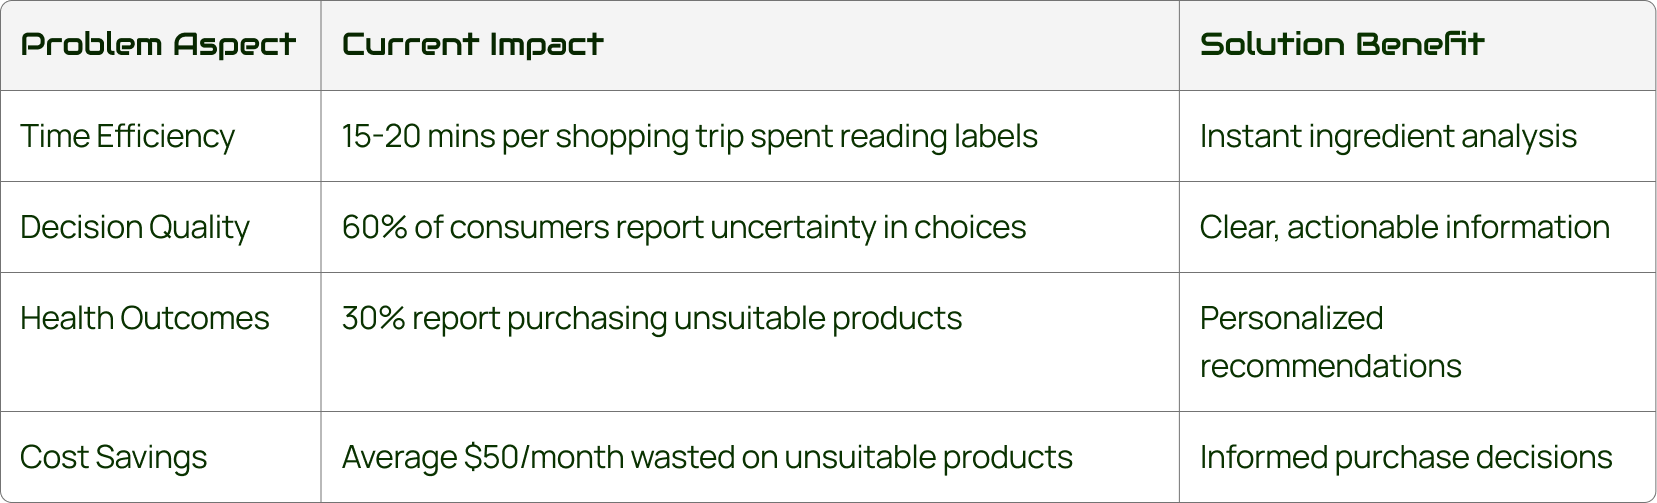 Problem Aspect Current Impact Solution Benefit
Time Efficiency 15-20 mins per shopping trip spent reading labels Instant ingredient analysis
Decision Quality 60% of consumers report uncertainty in choices Clear, actionable information
Health Outcomes 30% report purchasing unsuitable products Personalized
recommendations
Cost Savings Average $50/month wasted on unsuitable products Informed purchase decisions